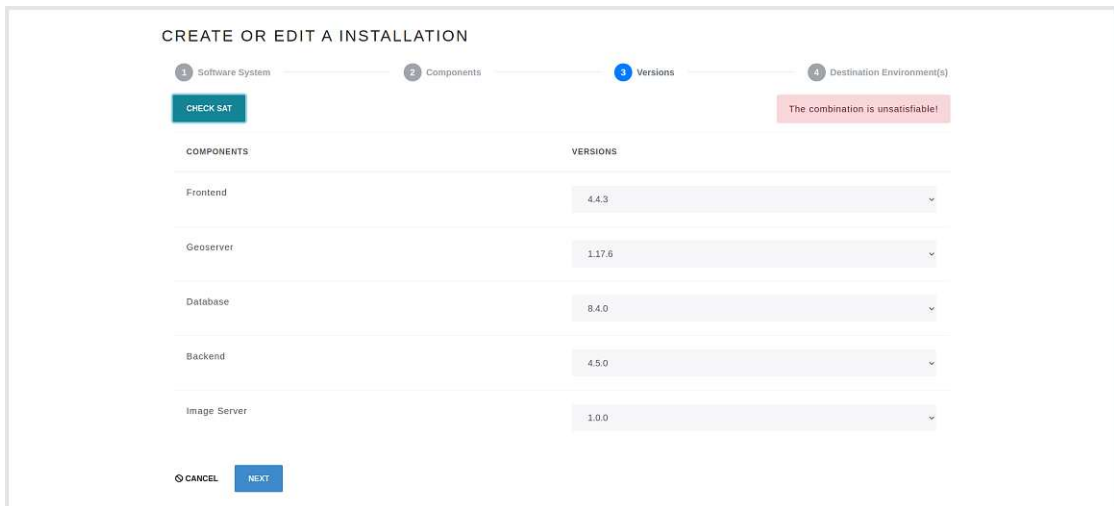 CREATE OR EDIT A INSTALLATION
1 Software System 2 Components 3 Versions 4 Destination Environment(s)
CHECK SAT The combination is unsatisfiable!
COMPONENTS VERSIONS
Frontend 4.4.3
Geoserver 1.17.6
Database 8.4.0
Backend 4.5.0
Image Server 1.0.0
CANCEL NEXT